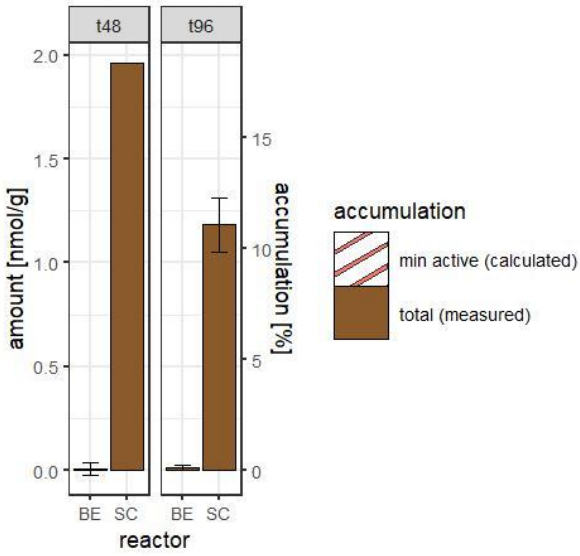 t48 t96
2.0
1.5
1.0
0.5
0.0
amount [nmol/g]
15
10
5
0
accumulation [%]
BE SC BE SC
reactor
accumulation
min active (calculated)
total (measured)